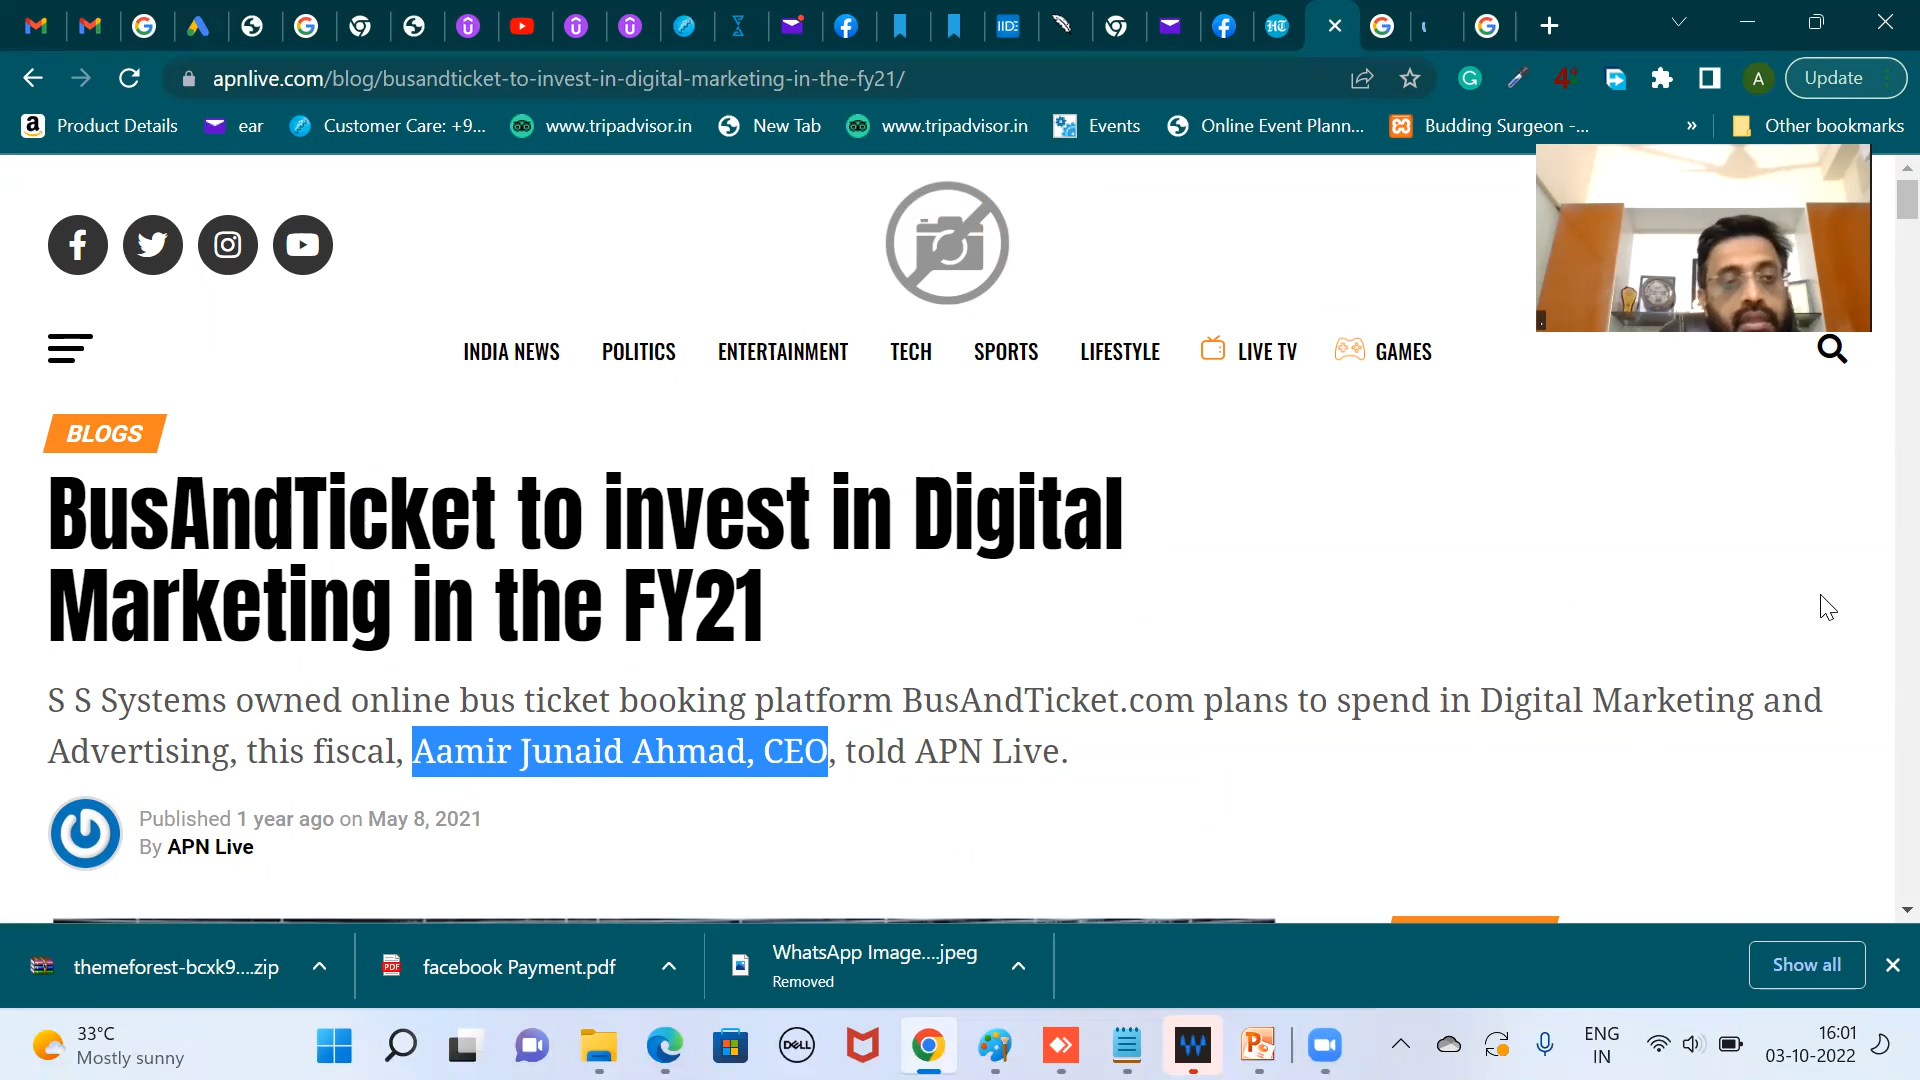 apnlive.com/blog/busandticket-to-invest-in-digital-marketing-in-the-fy21/
A
Update
Product Details
ear
Customer Care: +9...
www.tripadvisor.in
New Tab
www.tripadvisor.in
Events
Online Event Plann...
Budding Surgeon -...
»
Other bookmarks
INDIA NEWS
POLITICS
ENTERTAINMENT
TECH
SPORTS
LIFESTYLE
LIVE TV
GAMES
BLOGS
BusAndTicket to invest in Digital
Marketing in the FY21
S S Systems owned online bus ticket booking platform BusAndTicket.com plans to spend in Digital Marketing and
Advertising, this fiscal, Aamir Junaid Ahmad, CEO, told APN Live.
Published 1 year ago on May 8, 2021
By APN Live
themeforest-bcxk9....zip
facebook Payment.pdf
WhatsApp Image....jpeg
Removed
Show all
33°C
Mostly sunny
DELL
ENG
IN
16:01
03-10-2022